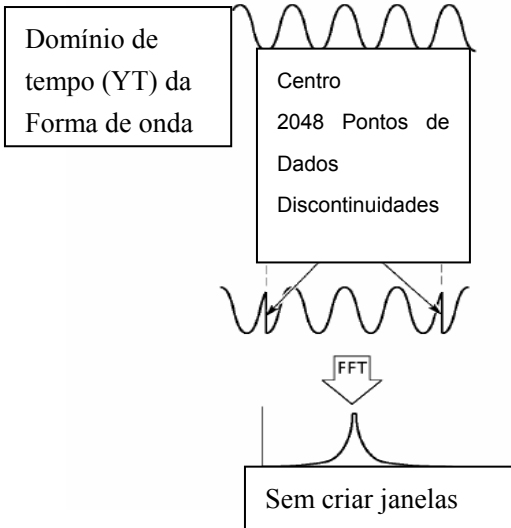 Domínio de
tempo (YT) da
Forma de onda
Centro
2048 Pontos de
Dados
Discontinuidades
FFT
Sem criar janelas